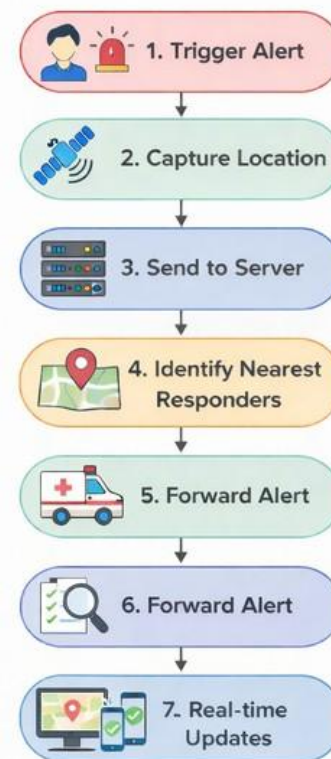 1. Trigger Alert
2. Capture Location
3. Send to Server
4. Identify Nearest
Responders
5. Forward Alert
6. Forward Alert
7. Real-time
Updates